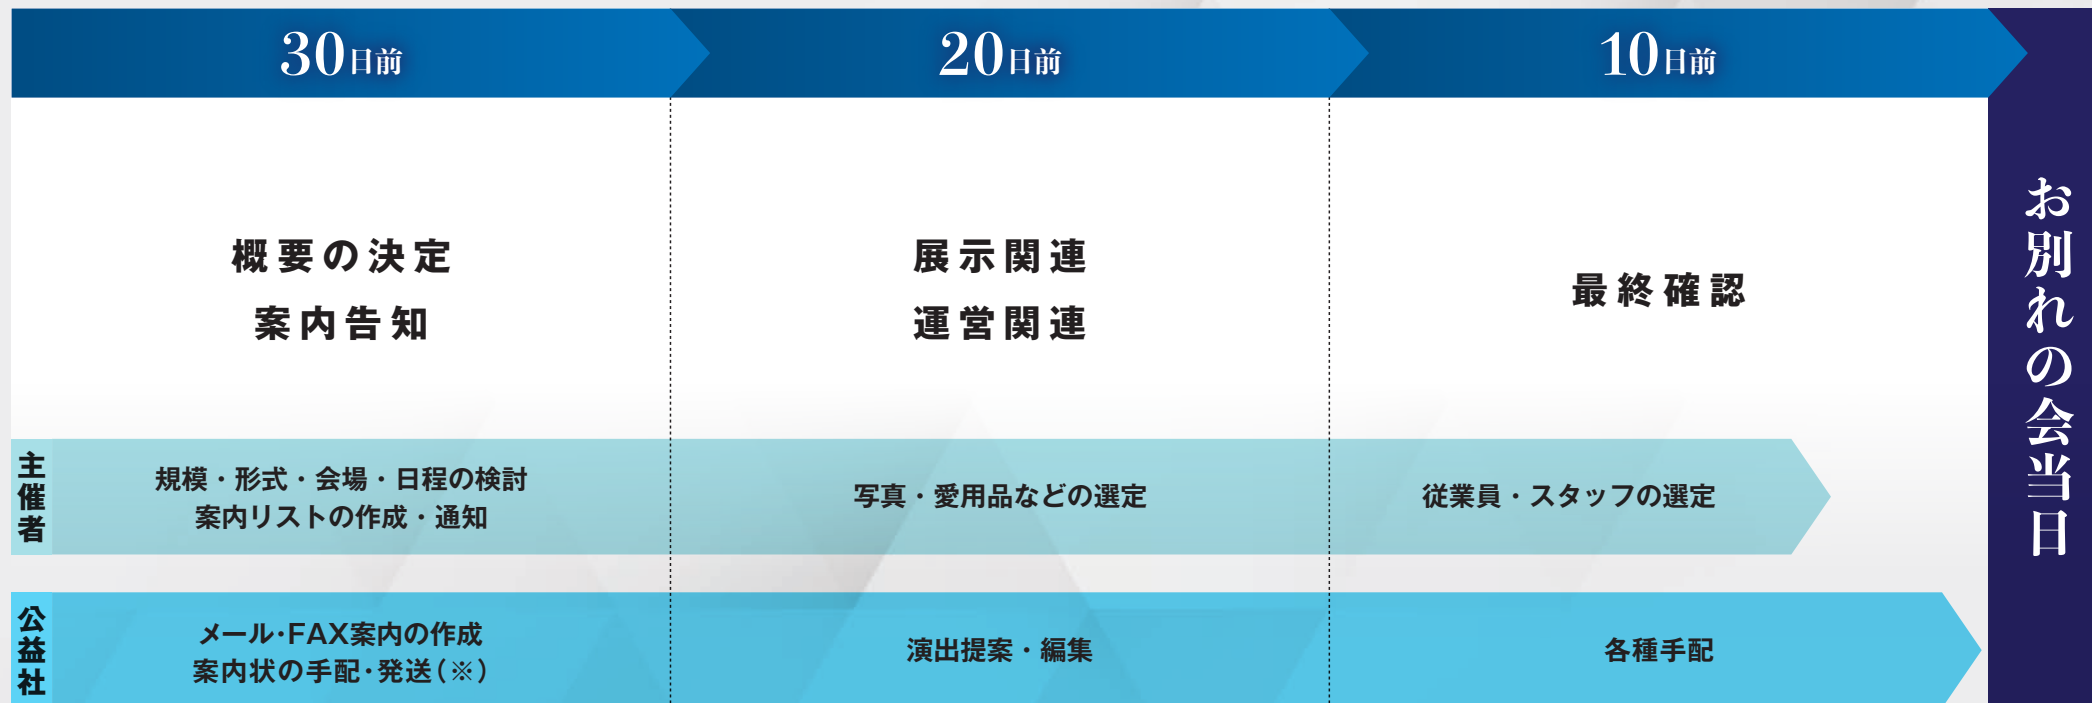 30日前
20日前
10日前
概要の決定
案内告知
展示関連
運営関連
最終確認
お別れの会当日
主催者
規模・形式・会場・日程の検討
案内リストの作成・通知
写真・愛用品などの選定
従業員・スタッフの選定
公益社
メール・FAX案内の作成
案内状の手配・発送(※)
演出提案・編集
各種手配